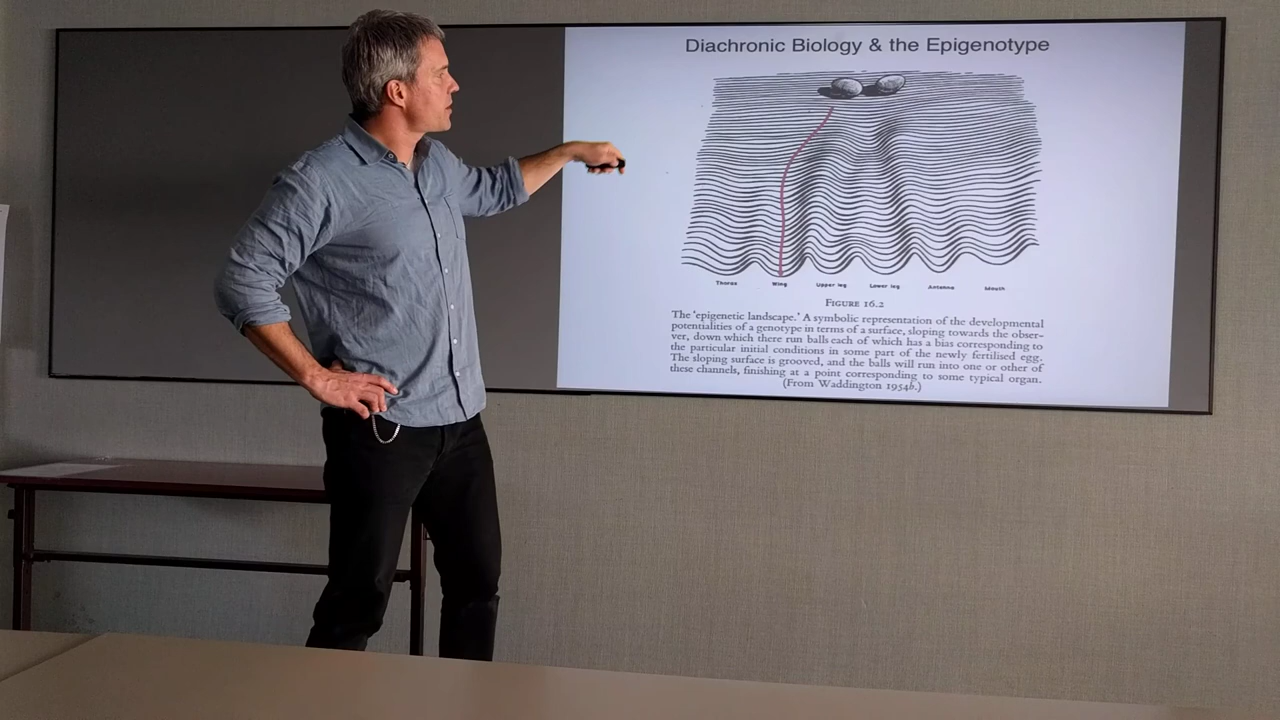 Diachronic Biology & the Epigenotype
Thorax Wing Upper leg Lower leg Antenna Mouth
FIGURE 16.2
The 'epigenetic landscape.' A symbolic representation of the developmental
potentialities of a genotype in terms of a surface, sloping towards the obser-
ver, down which there run balls each of which has a bias corresponding to
the particular initial conditions in some part of the newly fertilised egg.
The sloping surface is grooved, and the balls will run into one or other of
these channels, finishing at a point corresponding to some typical organ.
(From Waddington 1954b.)